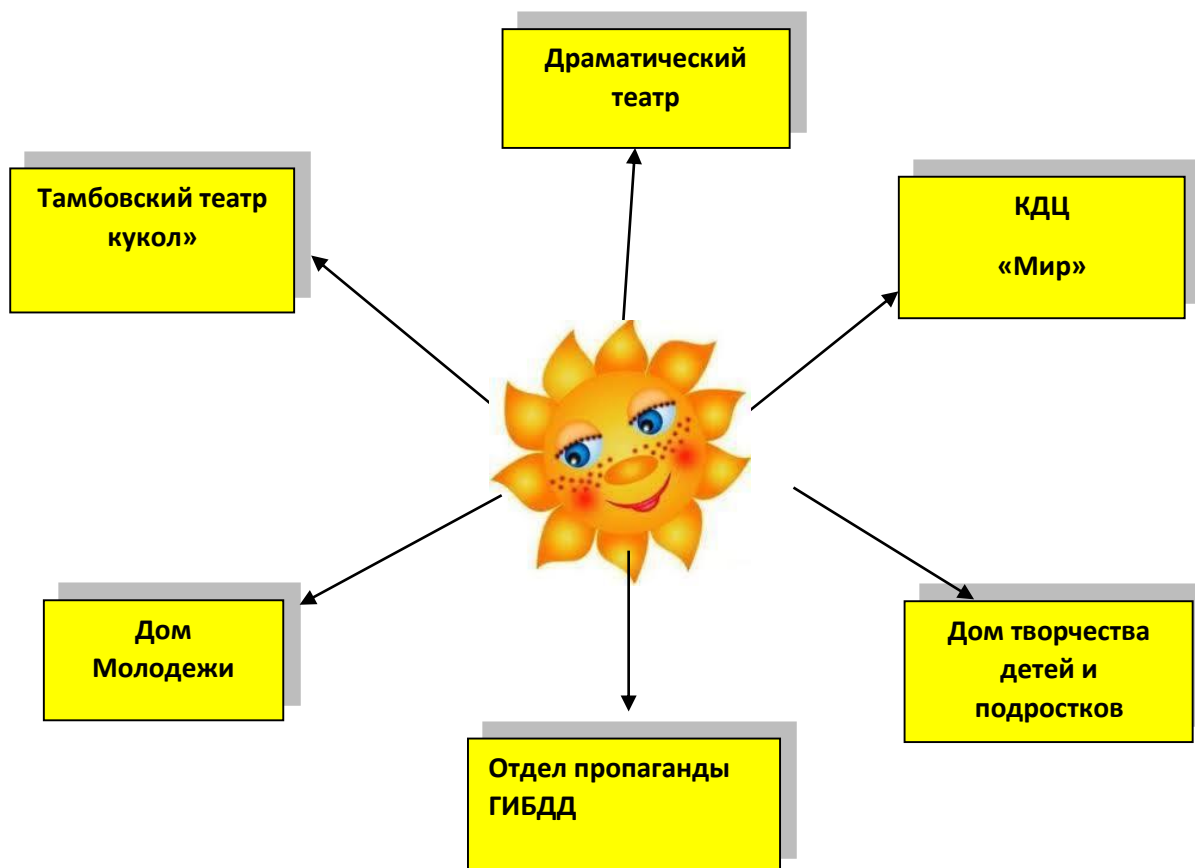 Драматический
театр
Тамбовский театр
кукол»
КДЦ
«Мир»
Дом
Молодежи
Дом творчества
детей и
подростков
Отдел пропаганды
ГИБДД